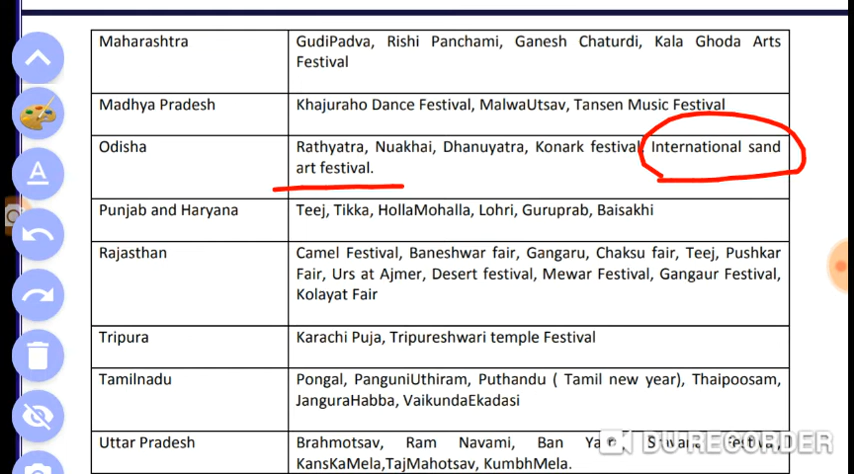 Maharashtra
GudiPadva, Rishi Panchami, Ganesh Chaturdi, Kala Ghoda Arts
Festival
Madhya Pradesh
Khajuraho Dance Festival, MalwaUtsav, Tansen Music Festival
Odisha
Rathyatra, Nuakhai, Dhanuyatra, Konark festival, International sand
art festival.
Punjab and Haryana
Teej, Tikka, HollaMohalla, Lohri, Guruprab, Baisakhi
Rajasthan
Camel Festival, Baneshwar fair, Gangaru, Chaksu fair, Teej, Pushkar
Fair, Urs at Ajmer, Desert festival, Mewar Festival, Gangaur Festival,
Kolayat Fair
Tripura
Karachi Puja, Tripureshwari temple Festival
Tamilnadu
Pongal, PanguniUthiram, Puthandu ( Tamil new year), Thaipoosam,
JanguraHabba, VaikundaEkadasi
Uttar Pradesh
Brahmotsav, Ram Navami, Ban
KansKaMela,TajMahotsav, KumbhMela.
DU RECORDER
A